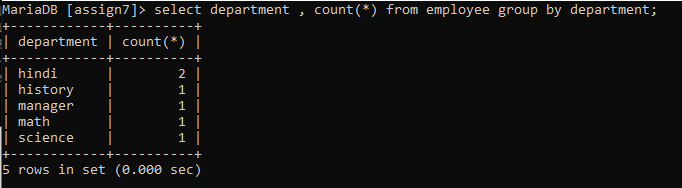 MariaDB [assign7]> select department , count(*) from employee group by department;
+------------+----------+
| department | count(*) |
+------------+----------+
| hindi      |        2 |
| history    |        1 |
| manager    |        1 |
| math       |        1 |
| science    |        1 |
+------------+----------+
5 rows in set (0.000 sec)